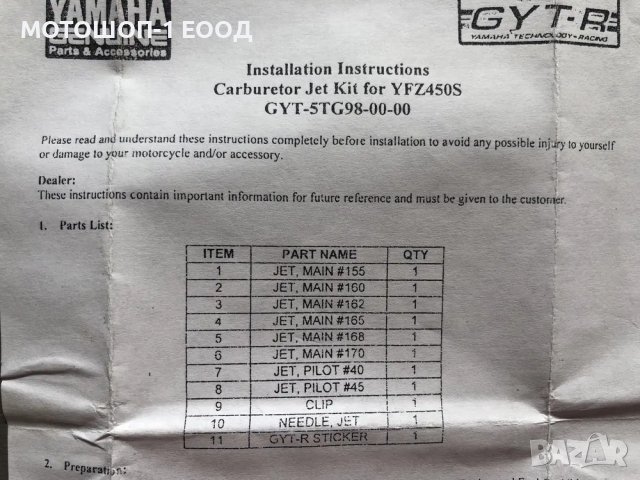 МОТОШОП-1 ЕООД
YAMAHA
GENUINE
Parts & Accessories
GYT-R
YAMAHA TECHNOLOGY-RACING
Installation Instructions
Carburetor Jet Kit for YFZ450S
GYT-5TG98-00-00
Please read and understand these instructions completely before installation to avoid any possible injury to yourself
or damage to your motorcycle and/or accessory.
Dealer:
These instructions contain important information for future reference and must be given to the customer.
1. Parts List:
ITEM PART NAME QTY
1 JET, MAIN #155 1
2 JET, MAIN #160 1
3 JET, MAIN #162 1
4 JET, MAIN #165 1
5 JET, MAIN #168 1
6 JET, MAIN #170 1
7 JET, PILOT #40 1
8 JET, PILOT #45 1
9 CLIP 1
10 NEEDLE, JET 1
11 GYT-R STICKER 1
2. Preparation:
BAZAR